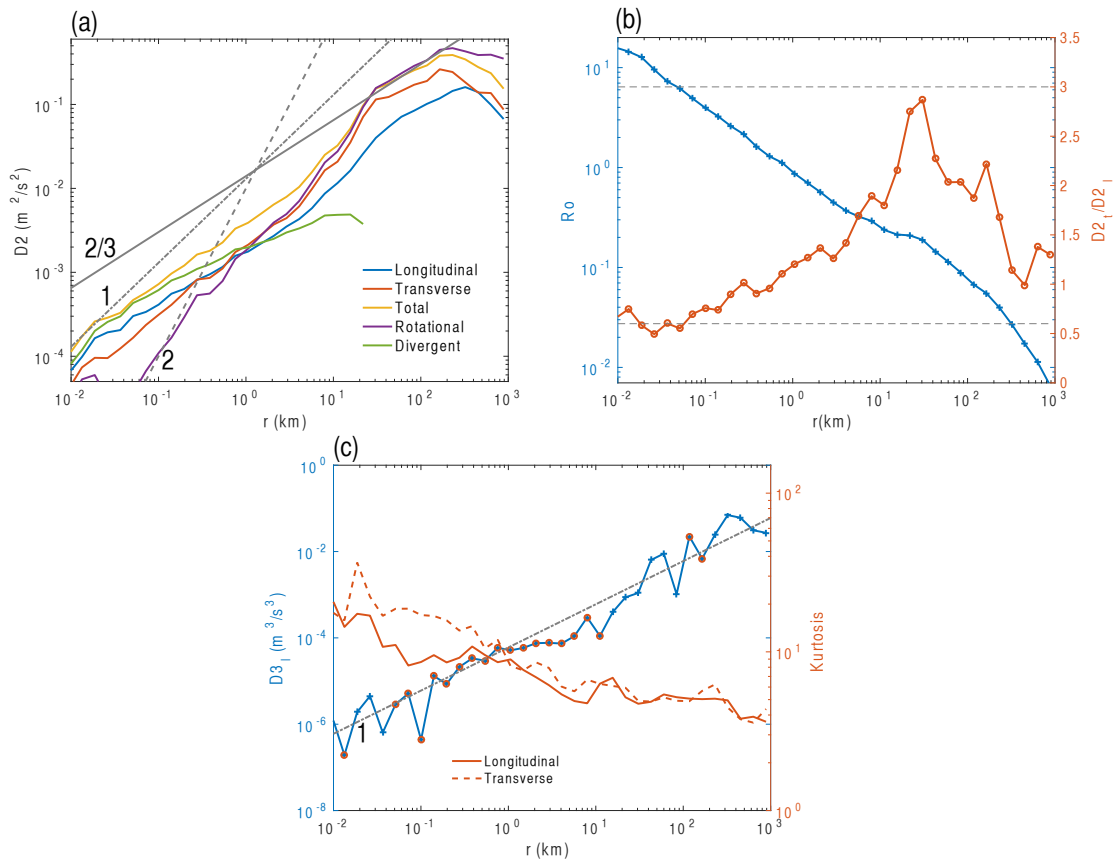 (a)
(b)
10^-1
10^-2
10^-3
10^-4
D2 (m^2/s^2)
2/3
1
2
Longitudinal
Transverse
Total
Rotational
Divergent
10^-2 10^-1 10^0 10^1 10^2 10^3
r (km)
10^1
10^0
10^-1
10^-2
Ro
3.5
3
2.5
2
1.5
1
0.5
0
D2_t/D2_l
10^-2 10^-1 10^0 10^1 10^2 10^3
r(km)
(c)
10^0
10^-2
10^-4
10^-6
10^-8
D3_l (m^3/s^3)
10^2
10^1
10^0
Kurtosis
1
Longitudinal
Transverse
10^-2 10^-1 10^0 10^1 10^2 10^3
r (km)